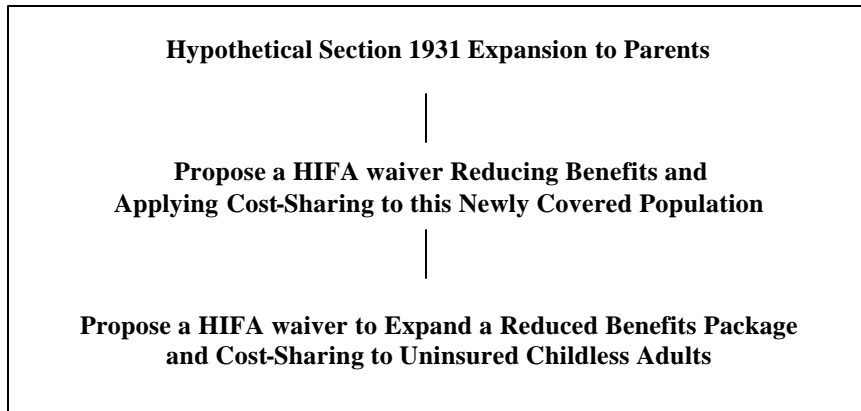 Hypothetical Section 1931 Expansion to Parents
Propose a HIFA waiver Reducing Benefits and
Applying Cost-Sharing to this Newly Covered Population
Propose a HIFA waiver to Expand a Reduced Benefits Package
and Cost-Sharing to Uninsured Childless Adults